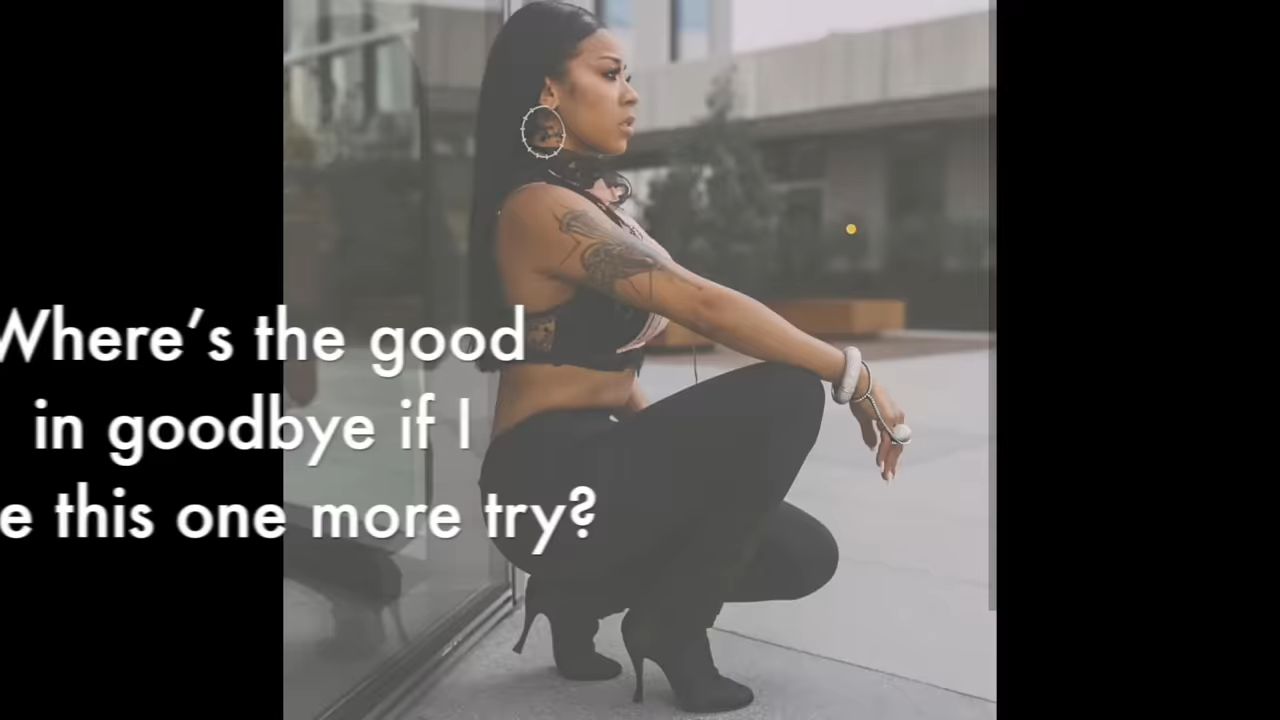 Where’s the good
in goodbye if I
e this one more try?